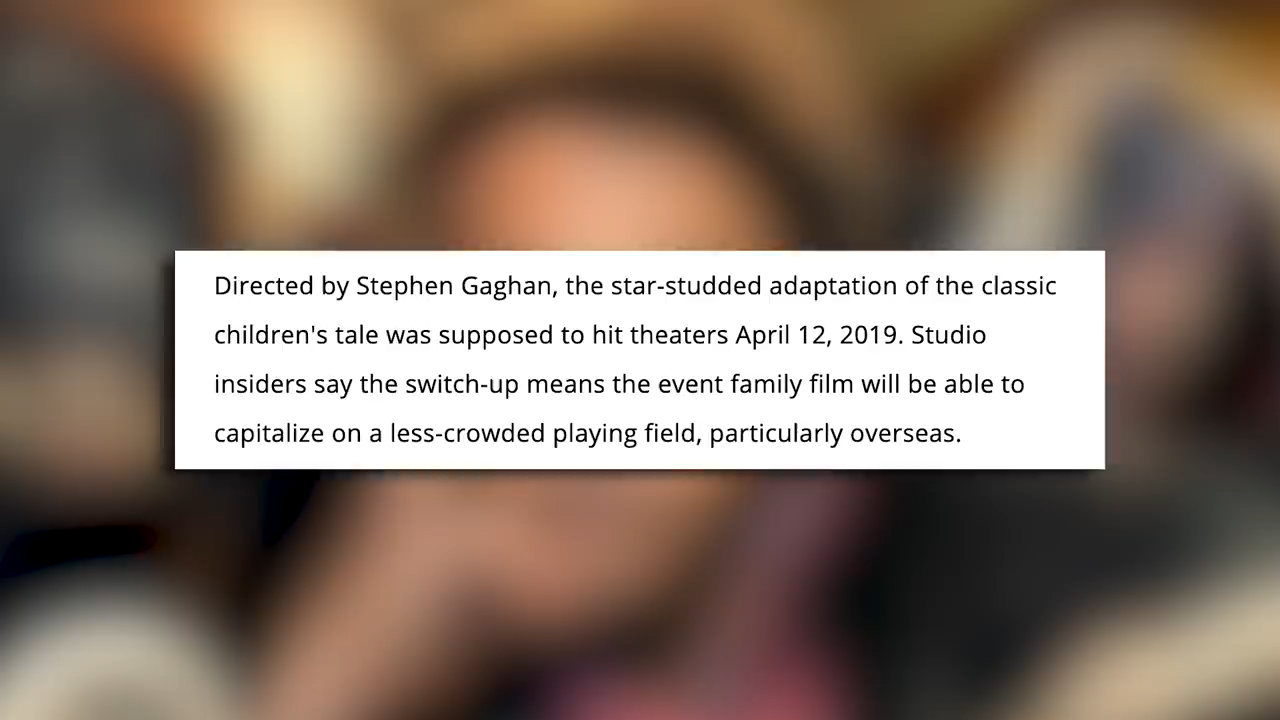 Directed by Stephen Gaghan, the star-studded adaptation of the classic
children's tale was supposed to hit theaters April 12, 2019. Studio
insiders say the switch-up means the event family film will be able to
capitalize on a less-crowded playing field, particularly overseas.